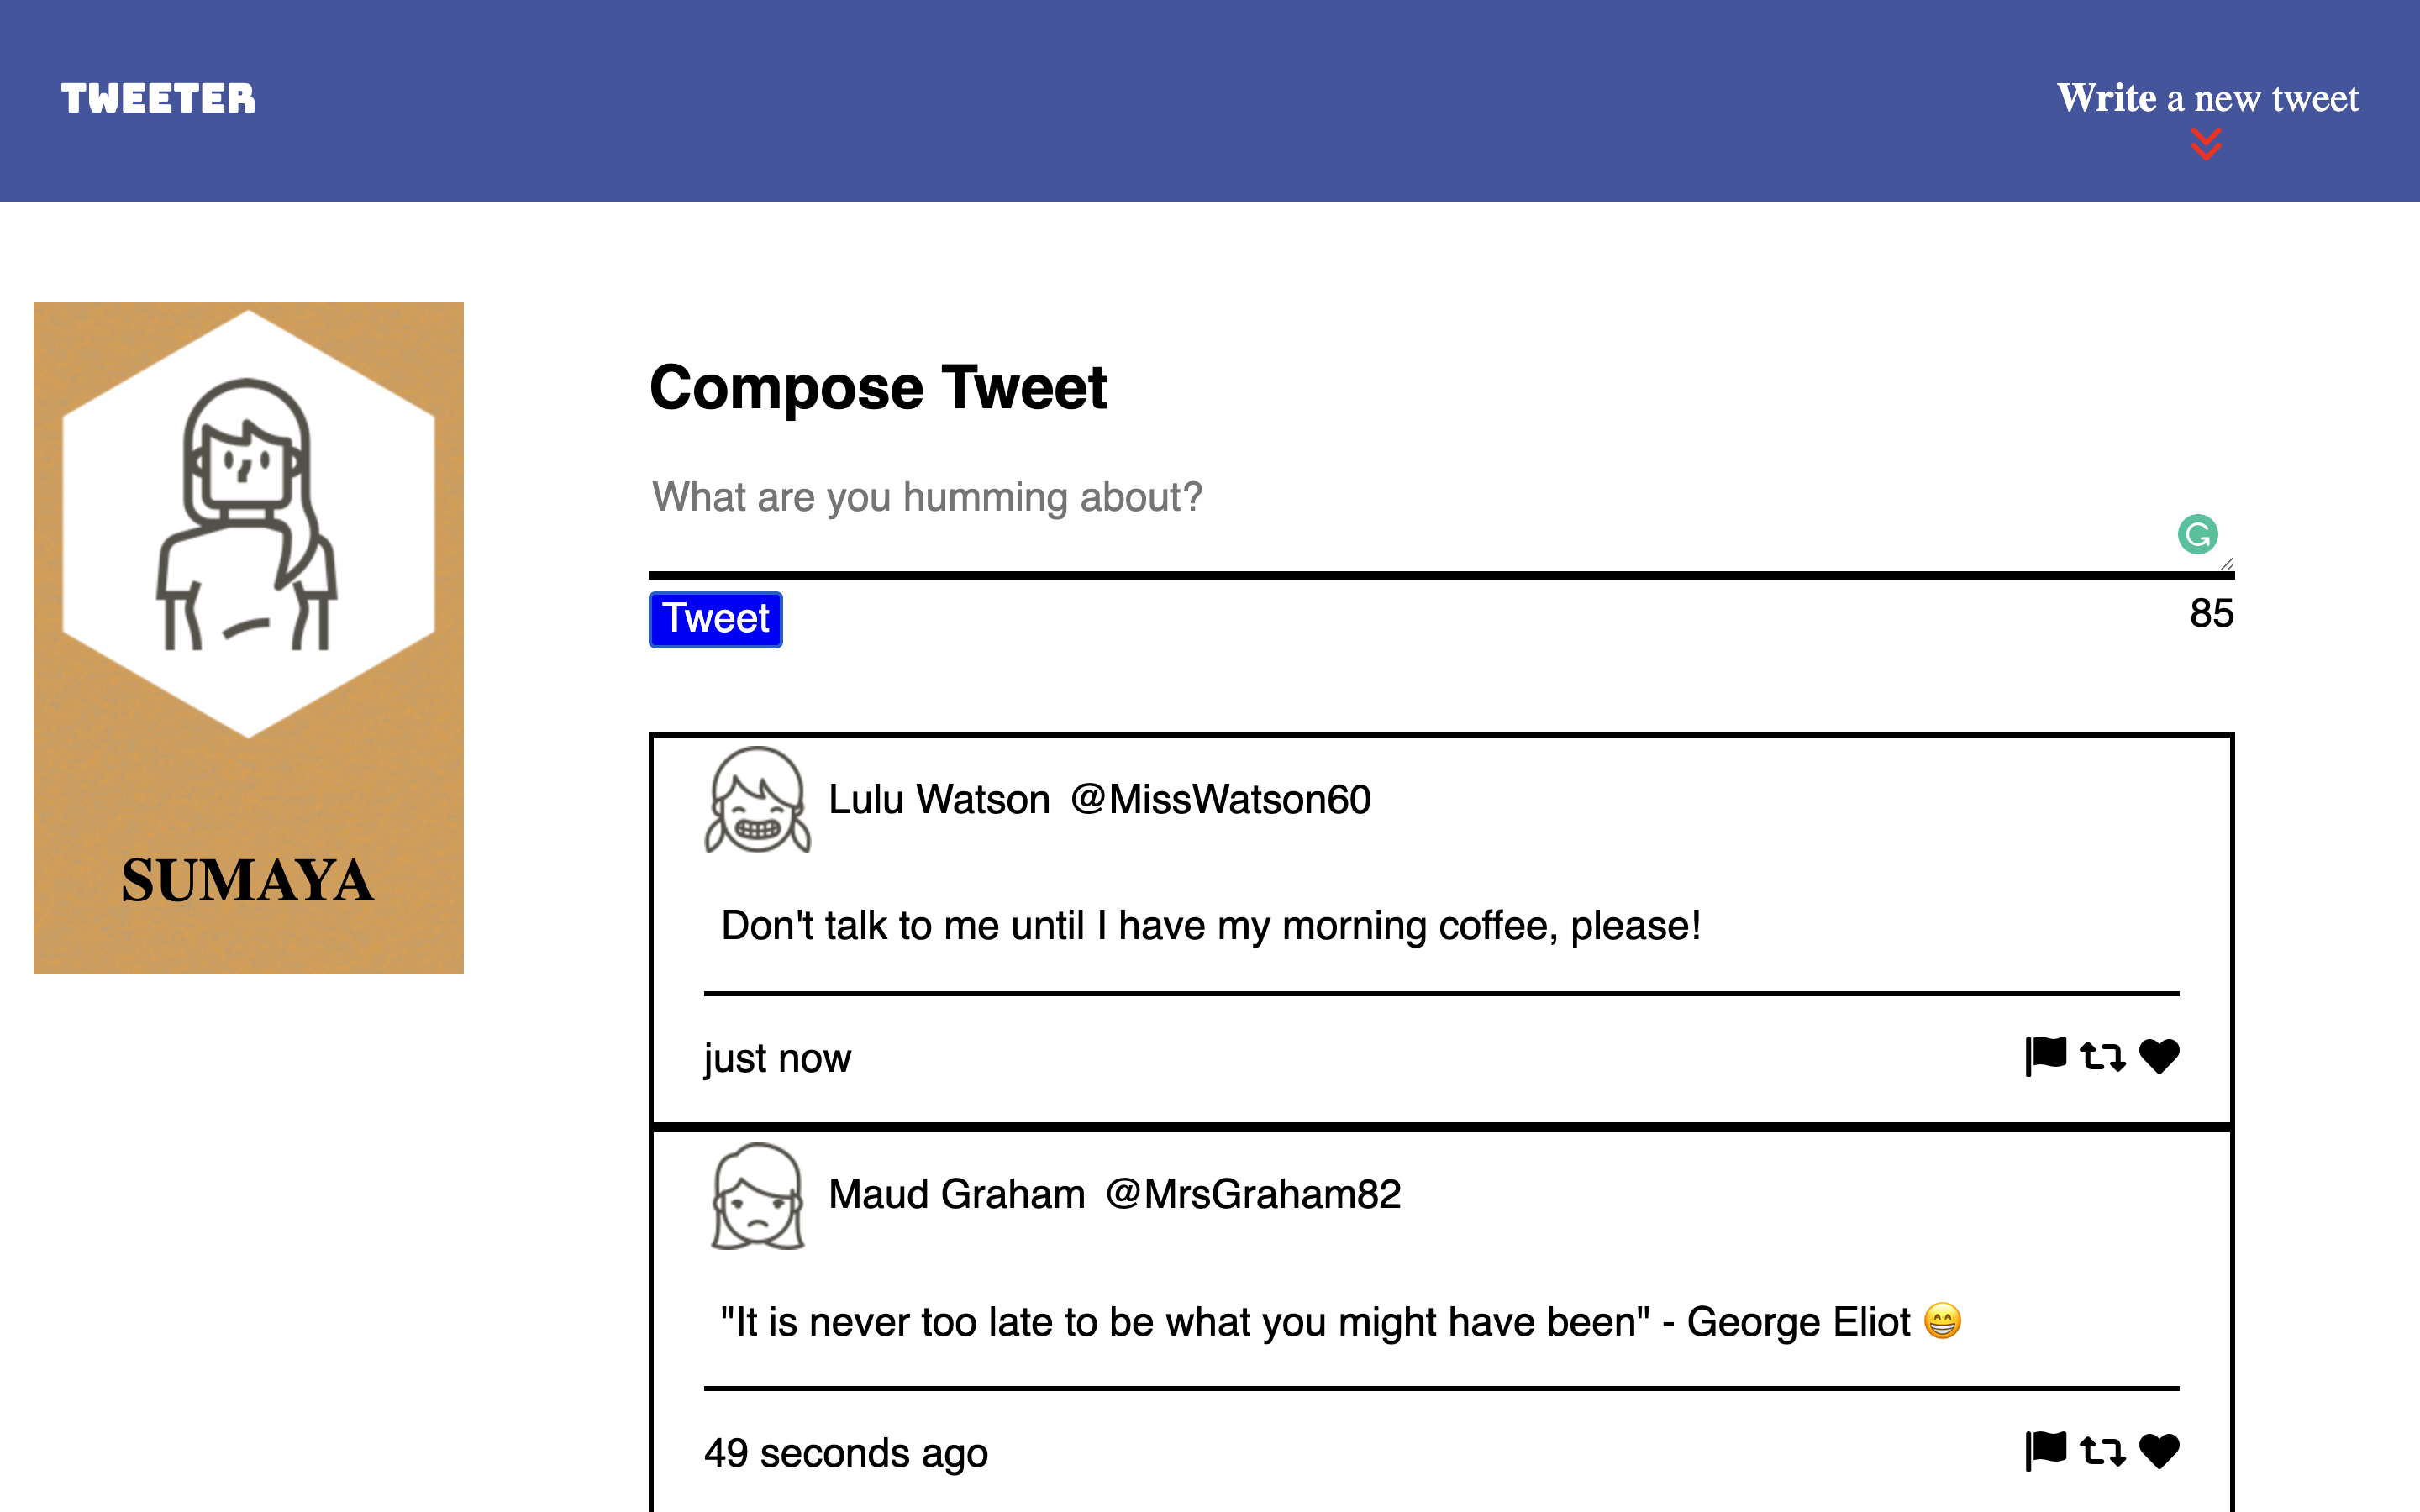 TWEETER
Write a new tweet
SUMAYA
Compose Tweet
What are you humming about?
Tweet
85
Lulu Watson @MissWatson60
Don't talk to me until I have my morning coffee, please!
just now
Maud Graham @MrsGraham82
"It is never too late to be what you might have been" - George Eliot 😁
49 seconds ago